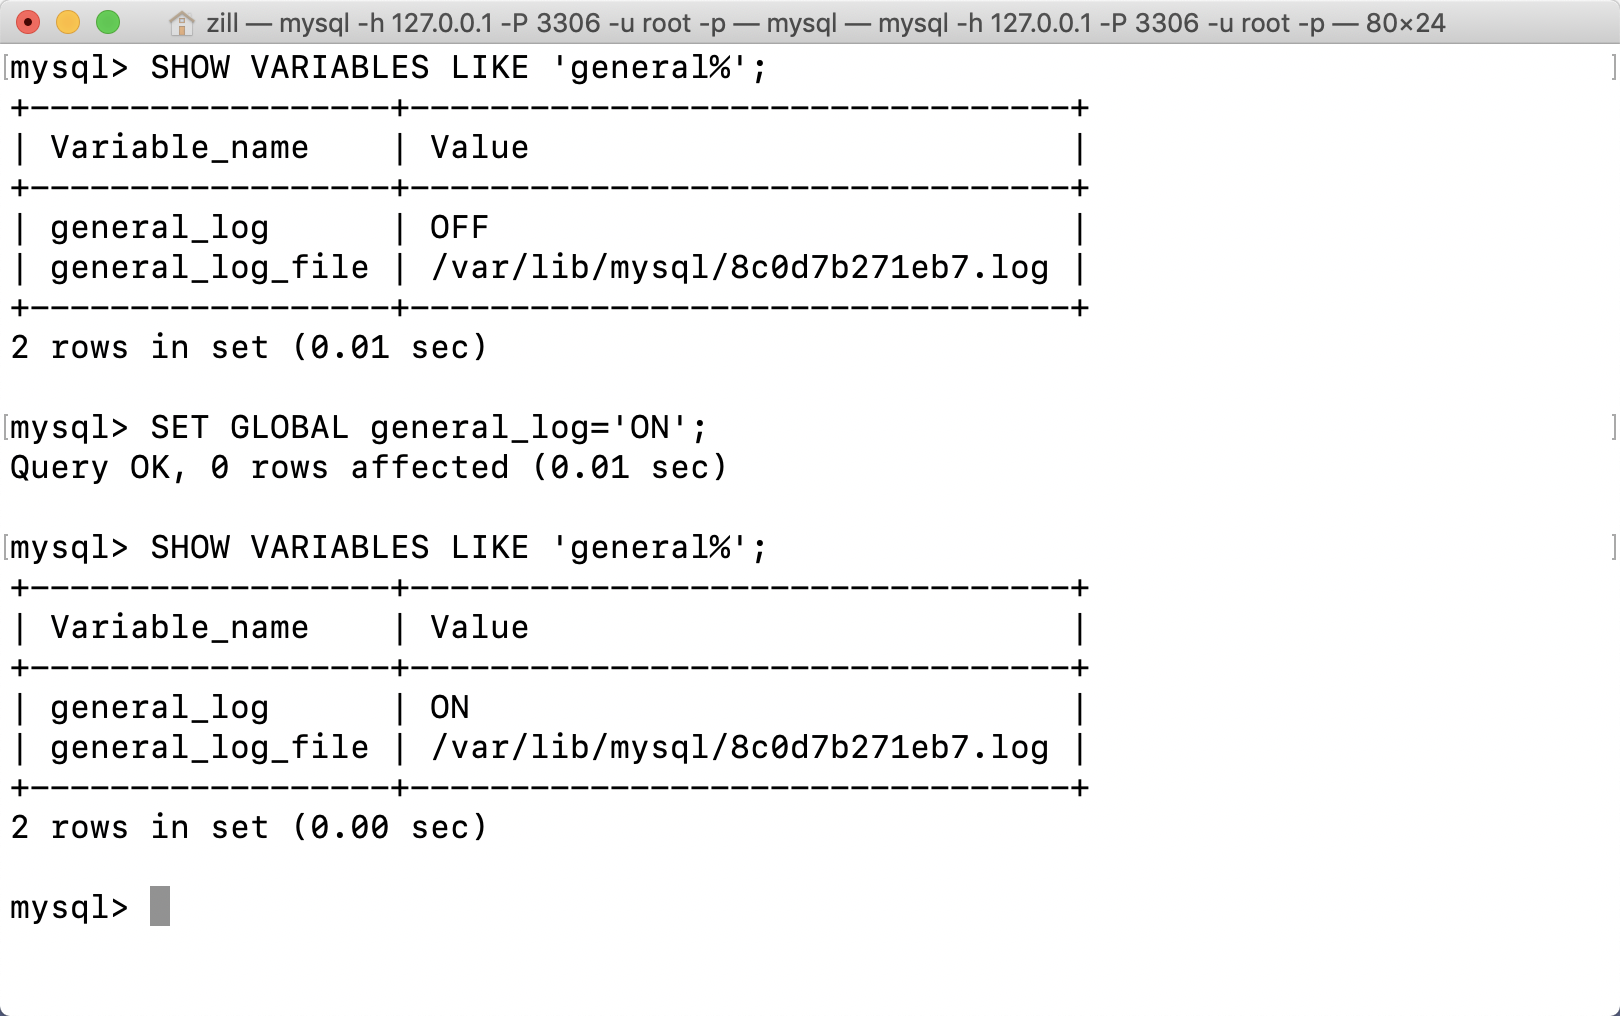 zill — mysql -h 127.0.0.1 -P 3306 -u root -p — mysql — mysql -h 127.0.0.1 -P 3306 -u root -p — 80×24
[mysql> SHOW VARIABLES LIKE 'general%'; ]
+------------------+---------------------------------+
| Variable_name    | Value                           |
+------------------+---------------------------------+
| general_log      | OFF                             |
| general_log_file | /var/lib/mysql/8c0d7b271eb7.log |
+------------------+---------------------------------+
2 rows in set (0.01 sec)
[mysql> SET GLOBAL general_log='ON'; ]
Query OK, 0 rows affected (0.01 sec)
[mysql> SHOW VARIABLES LIKE 'general%'; ]
+------------------+---------------------------------+
| Variable_name    | Value                           |
+------------------+---------------------------------+
| general_log      | ON                              |
| general_log_file | /var/lib/mysql/8c0d7b271eb7.log |
+------------------+---------------------------------+
2 rows in set (0.00 sec)
mysql>